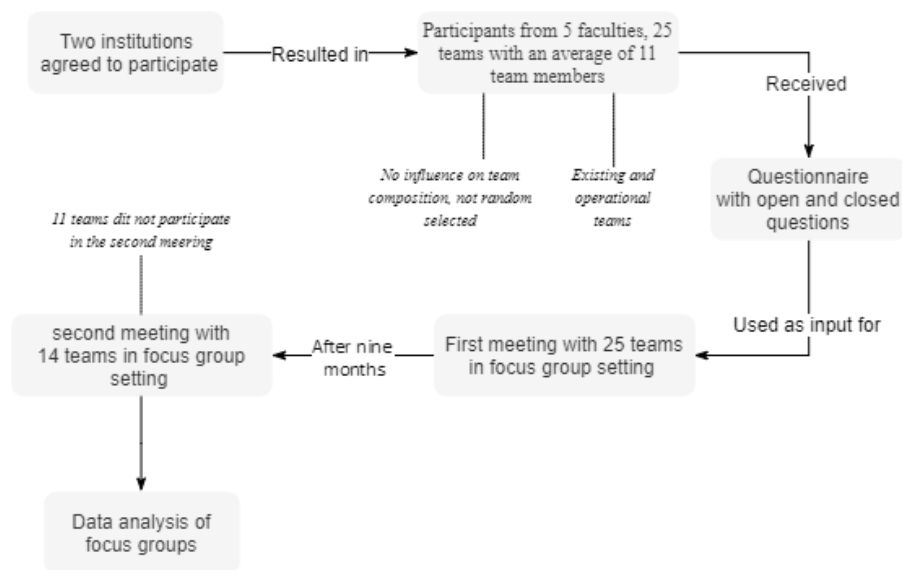 Two institutions
agreed to participate
Resulted in
Participants from 5 faculties, 25
teams with an average of 11
team members
Received
No influence on team
composition, not random
selected
Existing and
operational
teams
Questionnaire
with open and closed
questions
Used as input for
First meeting with 25 teams
in focus group setting
After nine
months
11 teams dit not participate
in the second meering
second meeting with
14 teams in focus group
setting
Data analysis of
focus groups